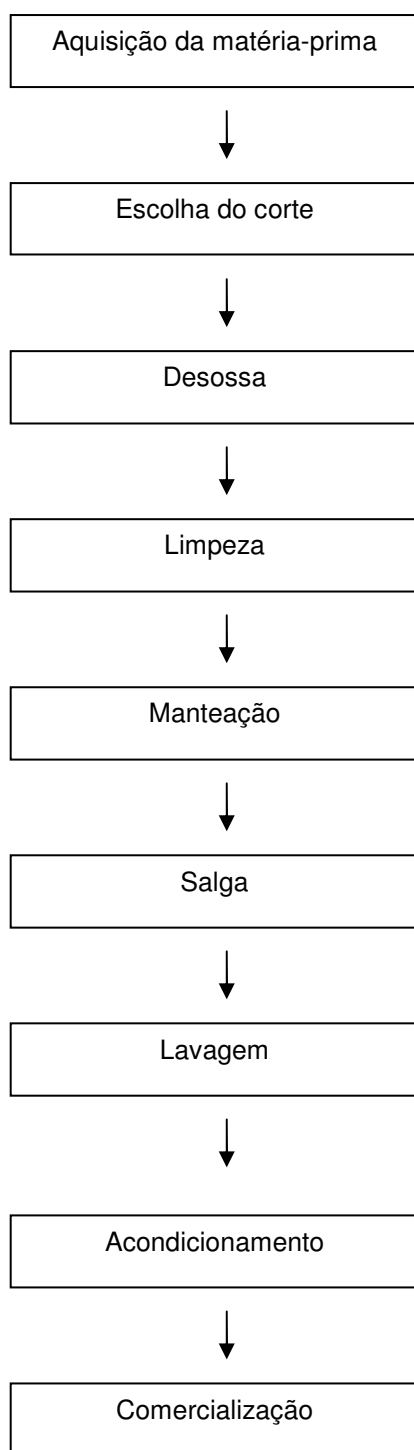 Aquisição da matéria-prima
Escolha do corte
Desossa
Limpeza
Manteação
Salga
Lavagem
Acondicionamento
Comercialização